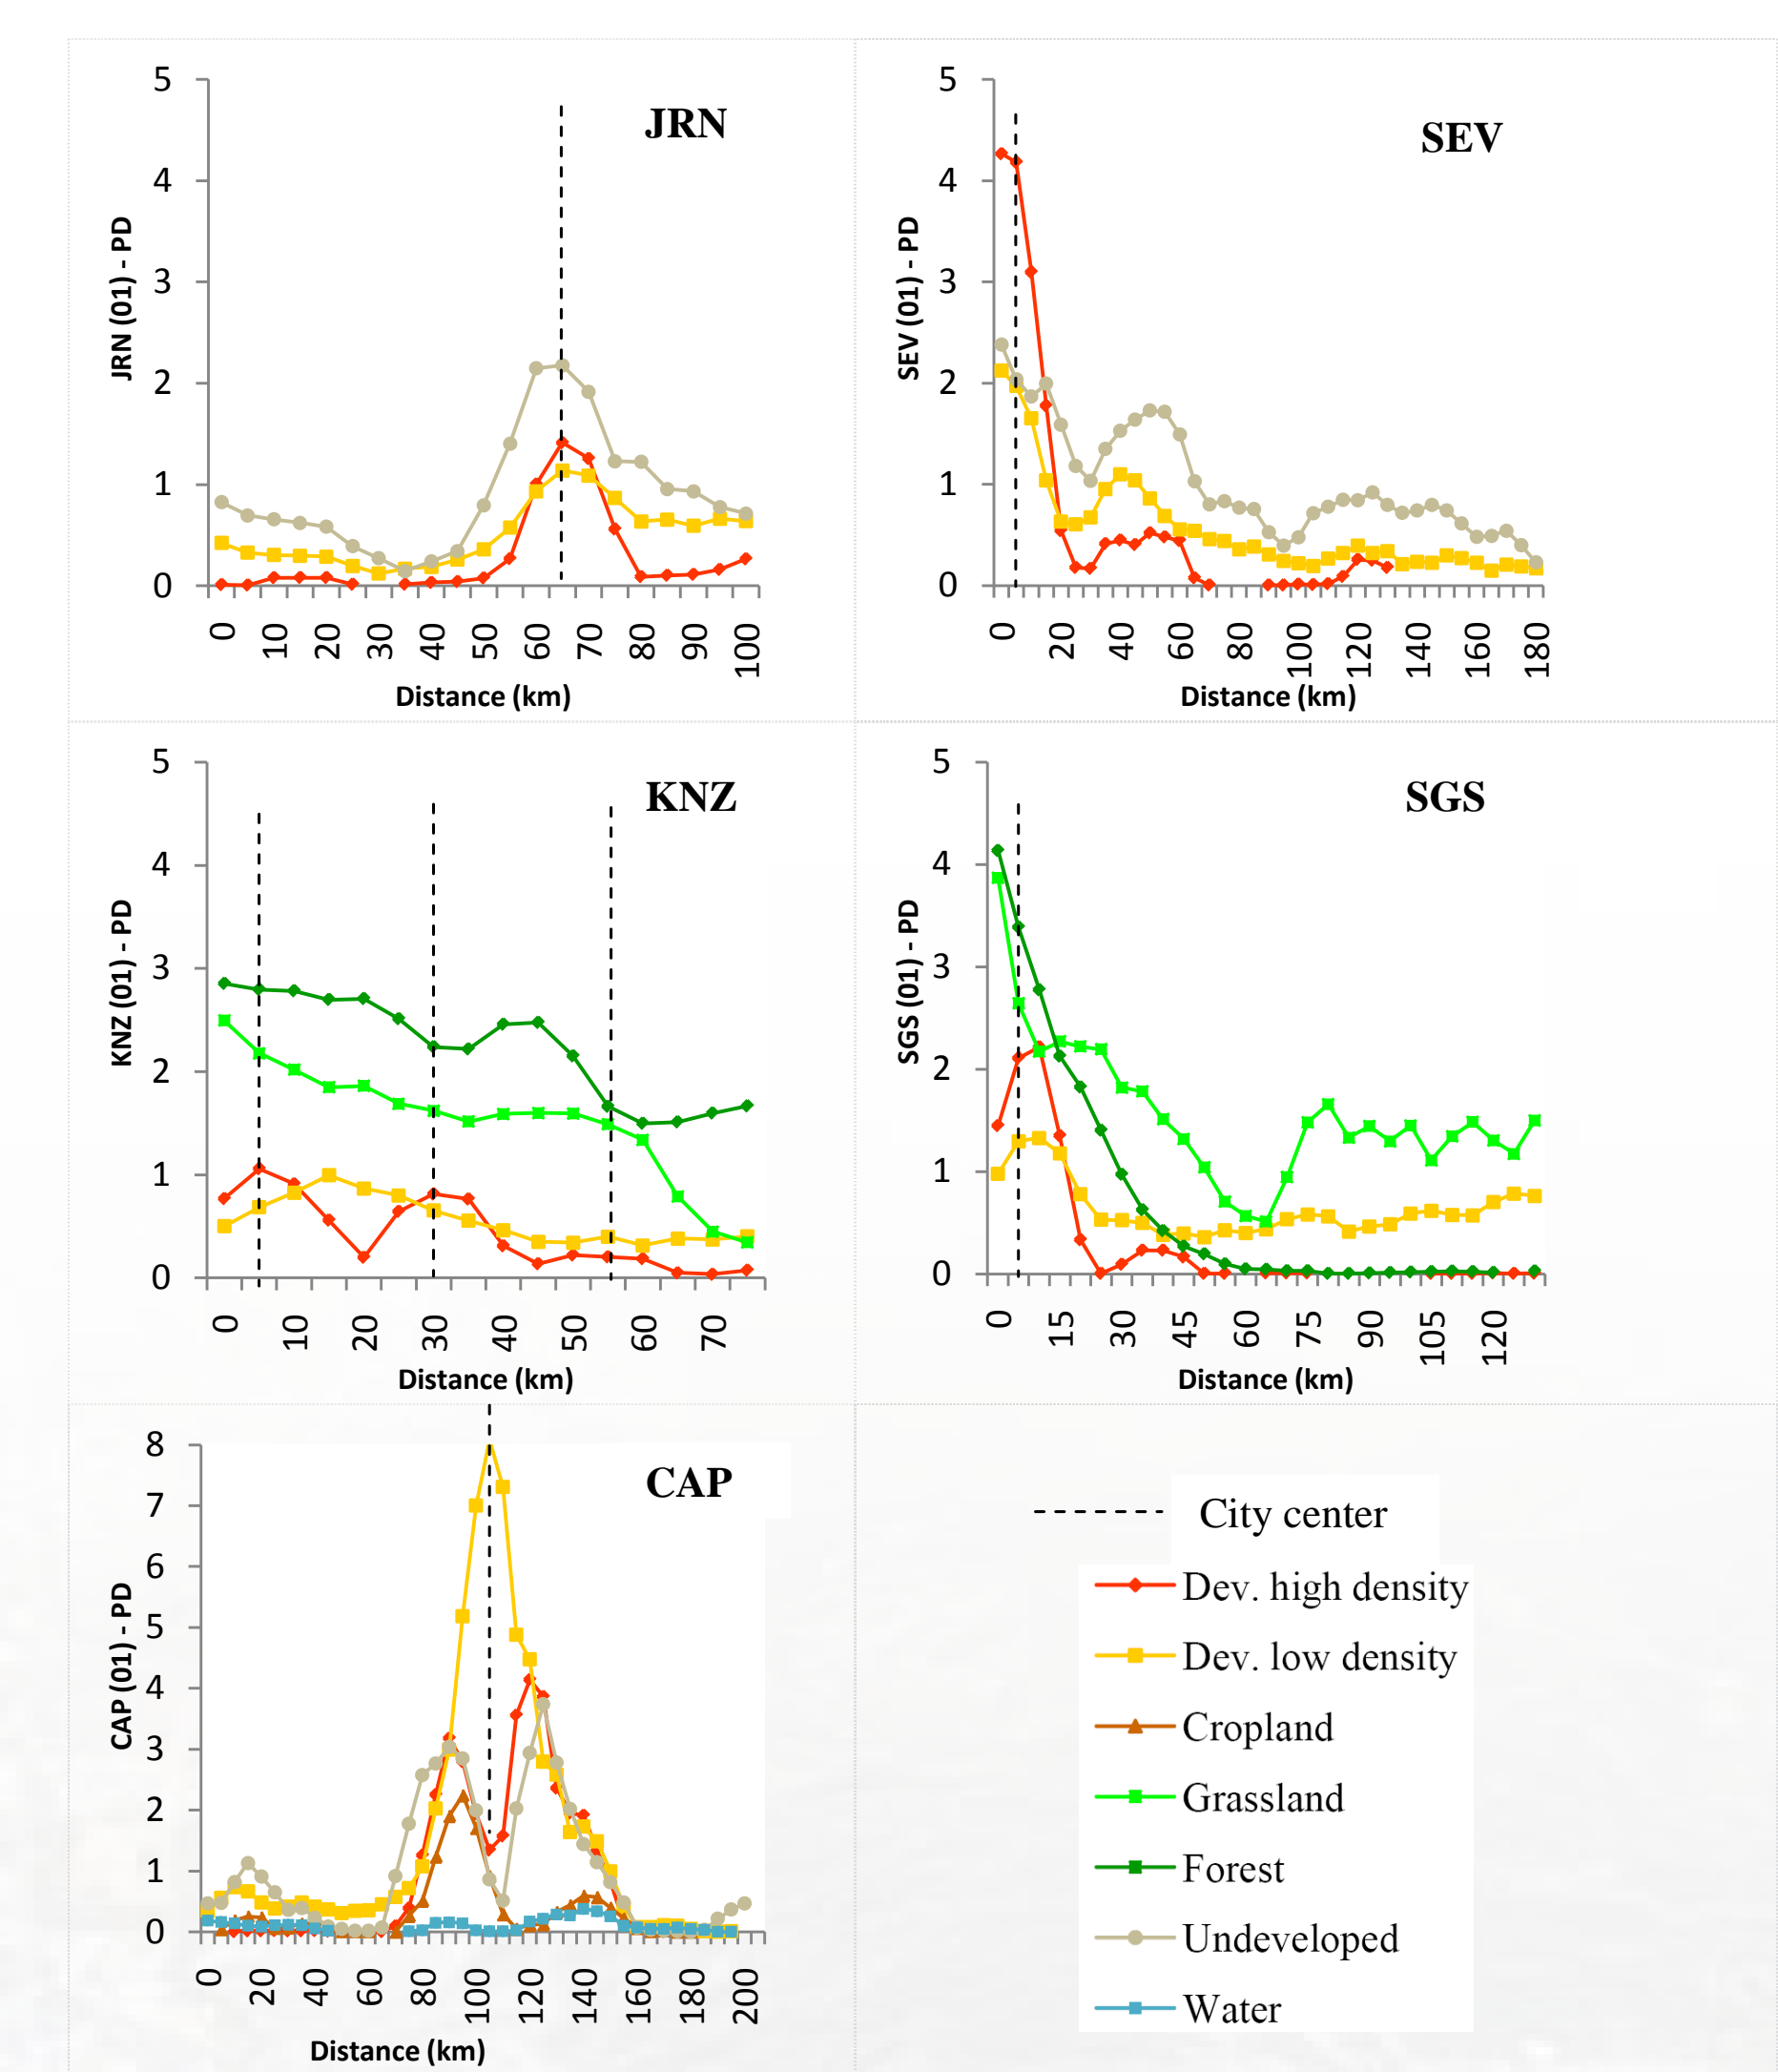 JRN
JRN (01) - PD
5
4
3
2
1
0
0 10 20 30 40 50 60 70 80 90 100
Distance (km)
SEV
SEV (01) - PD
5
4
3
2
1
0
0 20 40 60 80 100 120 140 160 180
Distance (km)
KNZ
KNZ (01) - PD
5
4
3
2
1
0
0 10 20 30 40 50 60 70
Distance (km)
SGS
SGS (01) - PD
5
4
3
2
1
0
0 15 30 45 60 75 90 105 120
Distance (km)
CAP
CAP (01) - PD
8
7
6
5
4
3
2
1
0
0 20 40 60 80 100 120 140 160 180 200
Distance (km)
City center
Dev. high density
Dev. low density
Cropland
Grassland
Forest
Undeveloped
Water